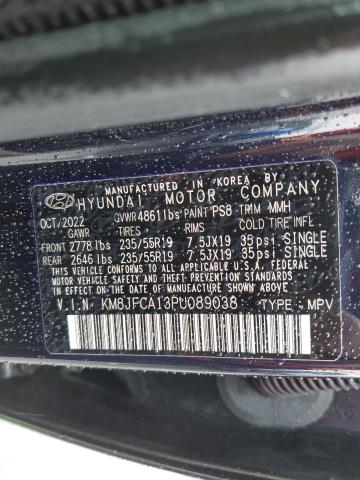 MANUFACTURED IN KOREA BY
HYUNDAI MOTOR COMPANY
OCT/2022 GVWR 4861lbs PAINT PS8 TRIM MMH
GAWR TIRES RIMS COLD TIRE INFL
FRONT 2778 lbs 235/55R19 7.5JX19 35psi SINGLE
REAR 2646 lbs 235/55R19 7.5JX19 35psi SINGLE
THIS VEHICLE CONFORMS TO ALL APPLICABLE
U.S. FEDERAL MOTOR VEHICLE SAFETY, BUMPER
AND THEFT PREVENTION STANDARDS IN EFFECT ON
THE DATE OF MANUFACTURE SHOWN ABOVE.
V.I.N. KM8JFCA13PU089038 TYPE: MPV